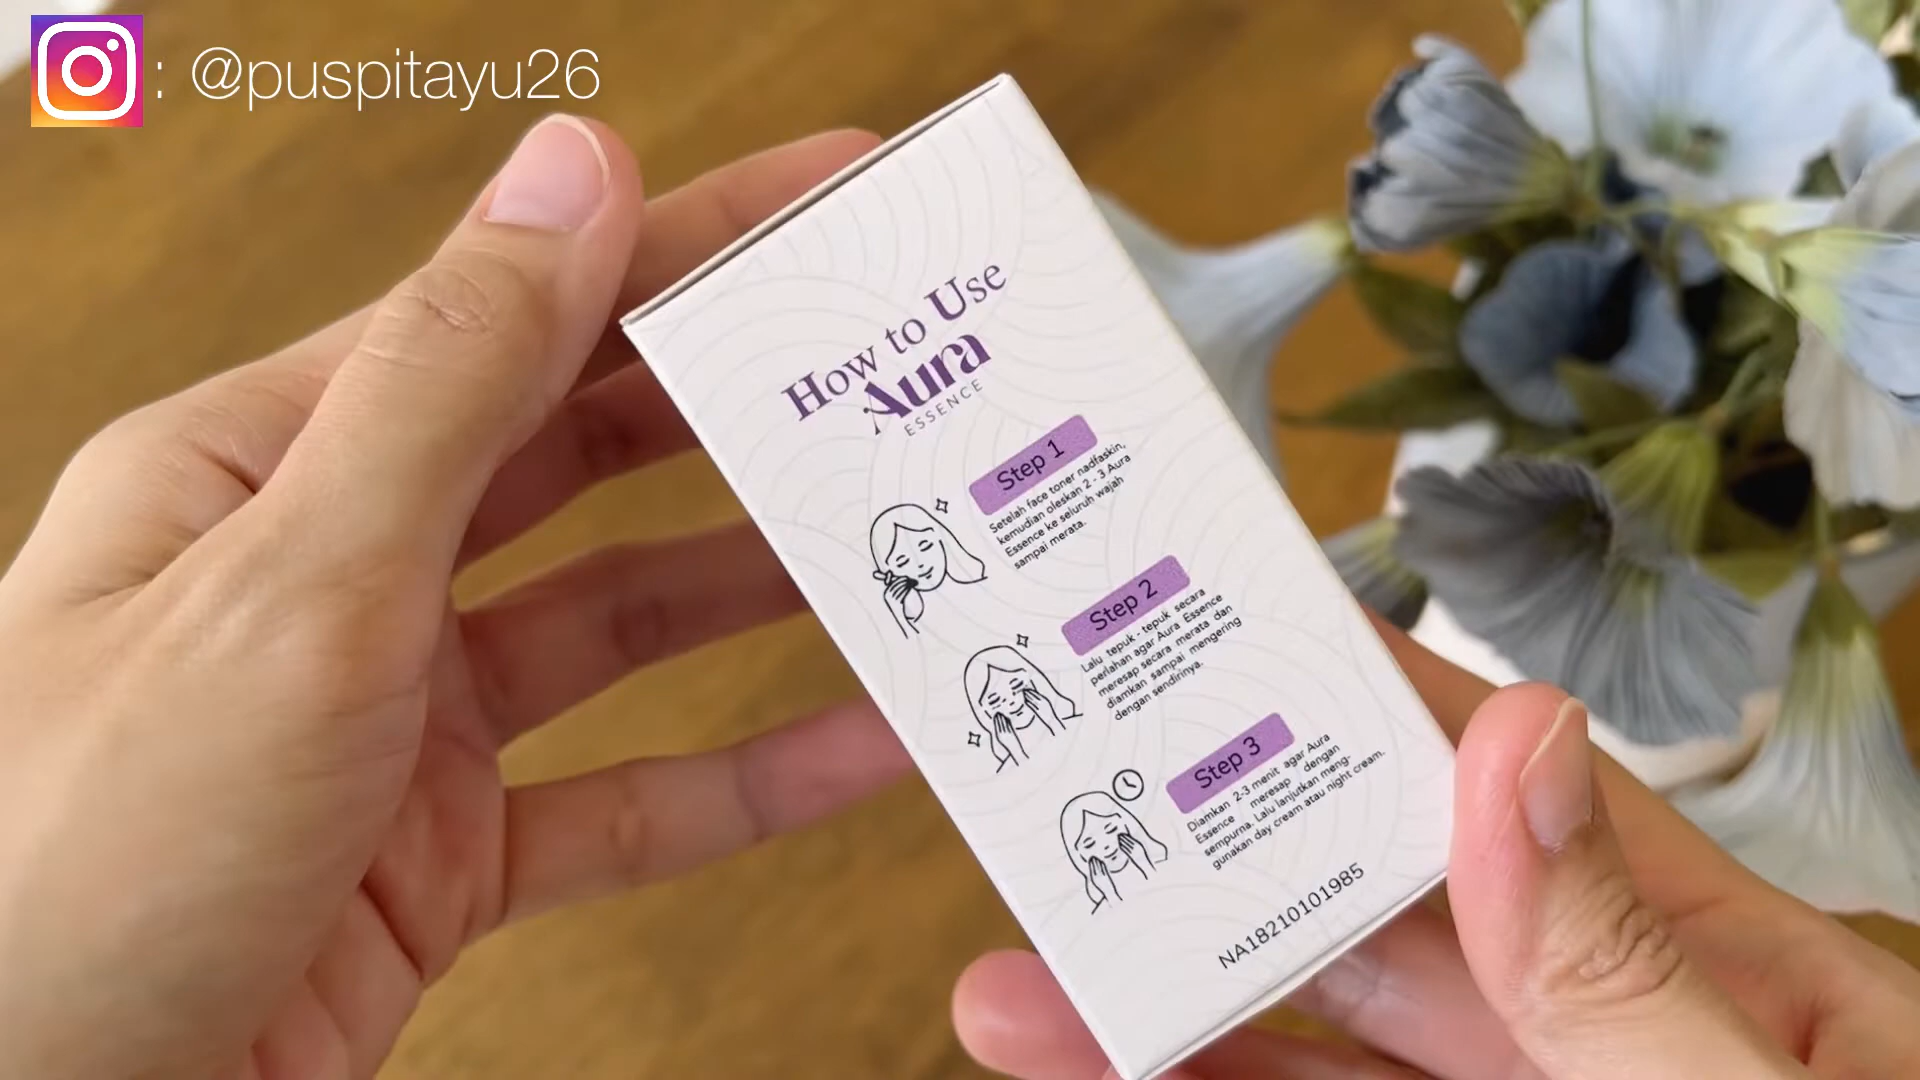 : @puspitayu26
How to Use
Aura
ESSENCE
Step 1
Setelah face toner nadfaskin,
kemudian oleskan 2 - 3 Aura
Essence ke seluruh wajah
sampai merata.
Step 2
Lalu tepuk - tepuk secara
perlahan agar Aura Essence
meresap secara merata dan
diamkan sampai mengering
dengan sendirinya.
Step 3
Diamkan 2-3 menit agar Aura
Essence meresap dengan
sempurna. Lalu lanjutkan meng-
gunakan day cream atau night cream.
NA18210101985